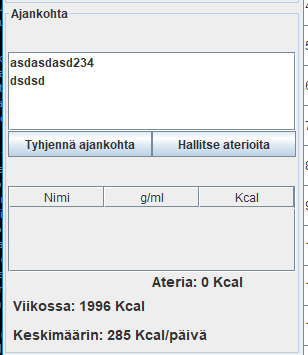 Ajankohta
asdasdasd234
dsdsd
Tyhjennä ajankohta Hallitse aterioita
Nimi g/ml Kcal
Ateria: 0 Kcal
Viikossa: 1996 Kcal
Keskimäärin: 285 Kcal/päivä